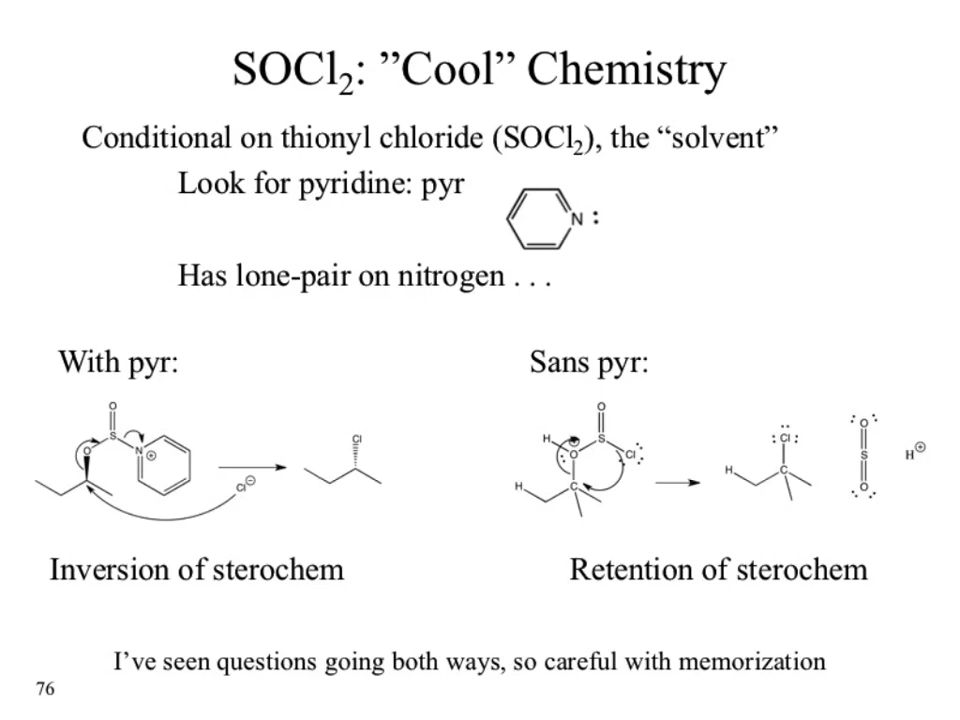 SOCl₂: ”Cool” Chemistry
Conditional on thionyl chloride (SOCl₂), the “solvent”
Look for pyridine: pyr
N :
Has lone-pair on nitrogen . . .
With pyr:
Sans pyr:
O
S
O
N
⊕
Cl⊖
Cl
O
S
H
O
⊕
Cl
H
C
Cl
H
C
O
S
O
H⊕
Inversion of sterochem
Retention of sterochem
I’ve seen questions going both ways, so careful with memorization
76